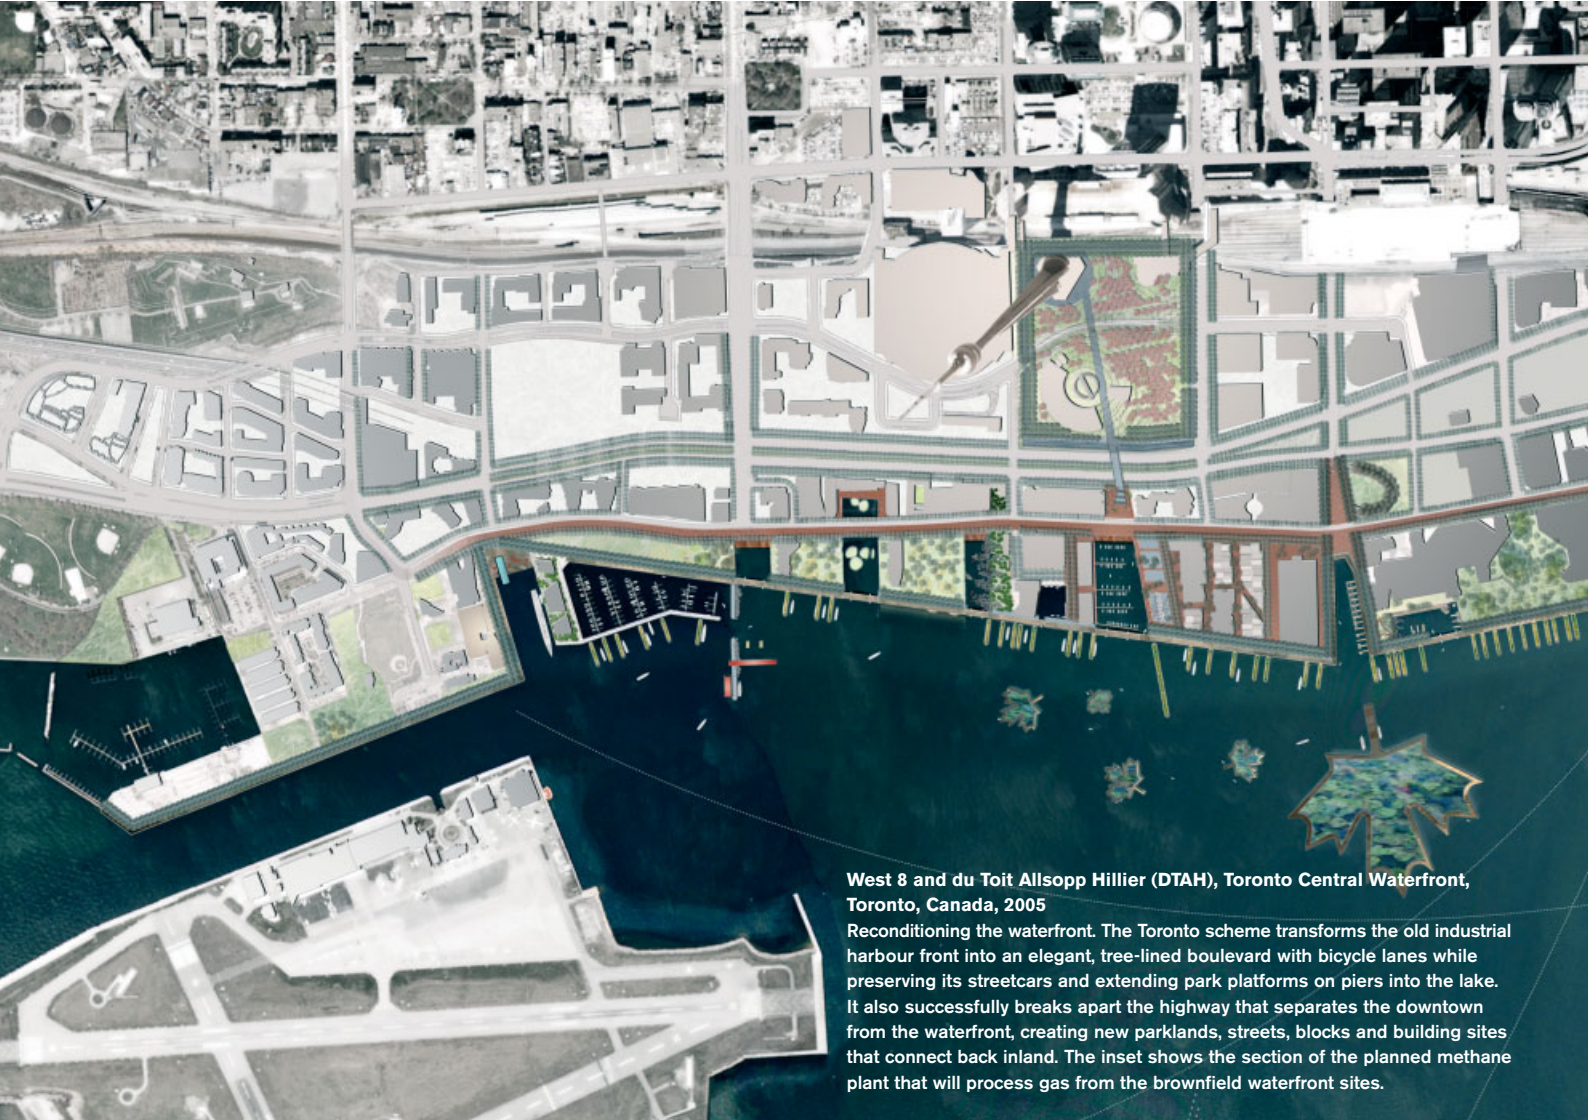 West 8 and du Toit Allsopp Hillier (DTAH), Toronto Central Waterfront,
Toronto, Canada, 2005
Reconditioning the waterfront. The Toronto scheme transforms the old industrial
harbour front into an elegant, tree-lined boulevard with bicycle lanes while
preserving its streetcars and extending park platforms on piers into the lake.
It also successfully breaks apart the highway that separates the downtown
from the waterfront, creating new parklands, streets, blocks and building sites
that connect back inland. The inset shows the section of the planned methane
plant that will process gas from the brownfield waterfront sites.